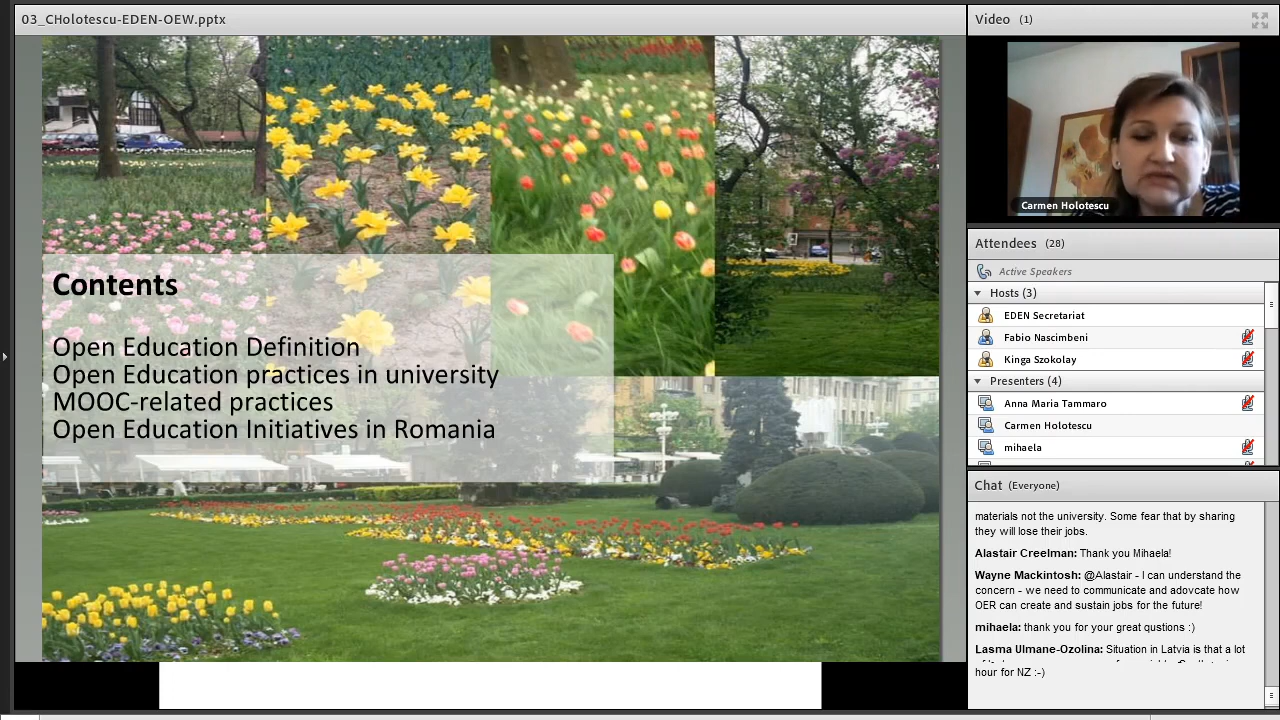 03_CHolotescu-EDEN-OEW.pptx
Contents
Open Education Definition
Open Education practices in university
MOOC-related practices
Open Education Initiatives in Romania
Video (1)
Carmen Holotescu
Attendees (28)
Active Speakers
Hosts (3)
EDEN Secretariat
Fabio Nascimbeni
Kinga Szokolay
Presenters (4)
Anna Maria Tammaro
Carmen Holotescu
mihaela
Chat (Everyone)
materials not the university. Some fear that by sharing
they will lose their jobs.
Alastair Creelman: Thank you Mihaela!
Wayne Mackintosh: @Alastair - I can understand the
concern - we need to communicate and adovcate how
OER can create and sustain jobs for the future!
mihaela: thank you for your great qustions :)
Lasma Ulmane-Ozolina: Situation in Latvia is that a lot
hour for NZ :-)